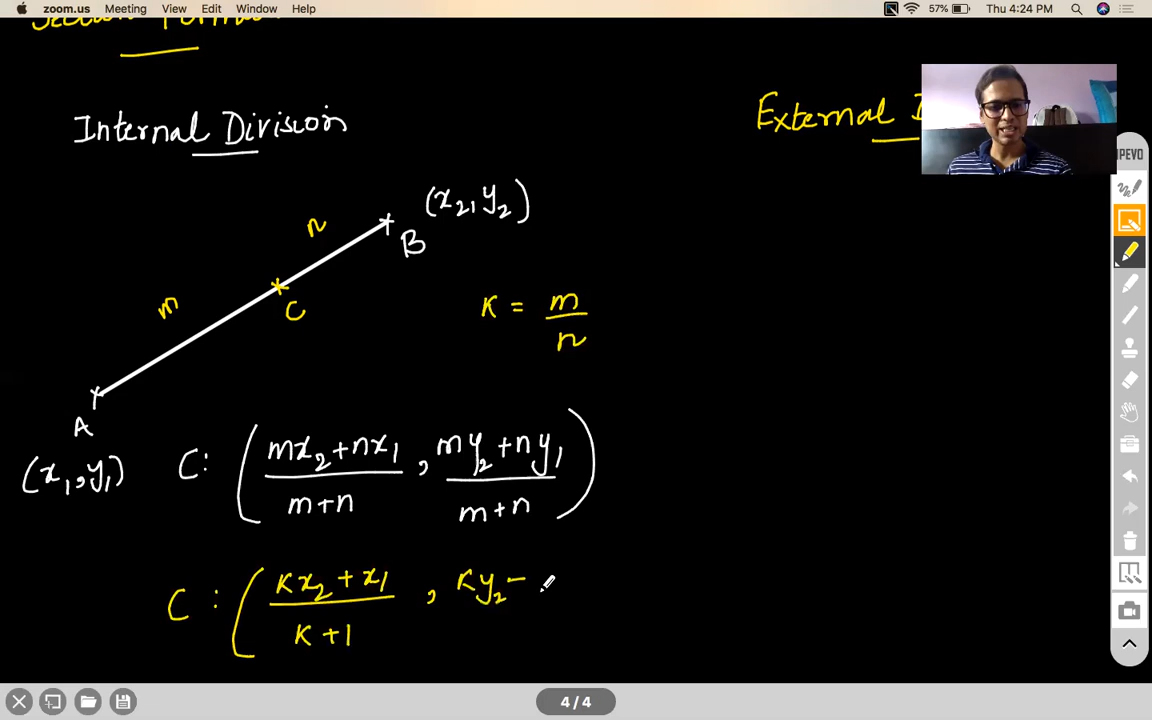 zoom.us Meeting View Edit Window Help 57% Thu 4:24 PM
Section
Internal Division
External
IPEVO
(x₂, y₂)
n
B
m
C
K = m/n
A
(x₁, y₁)
C: ( (mx₂+nx₁)/(m+n) , (my₂+ny₁)/(m+n) )
C : ( (Kx₂+x₁)/(K+1) , Ky₂ −
4/4